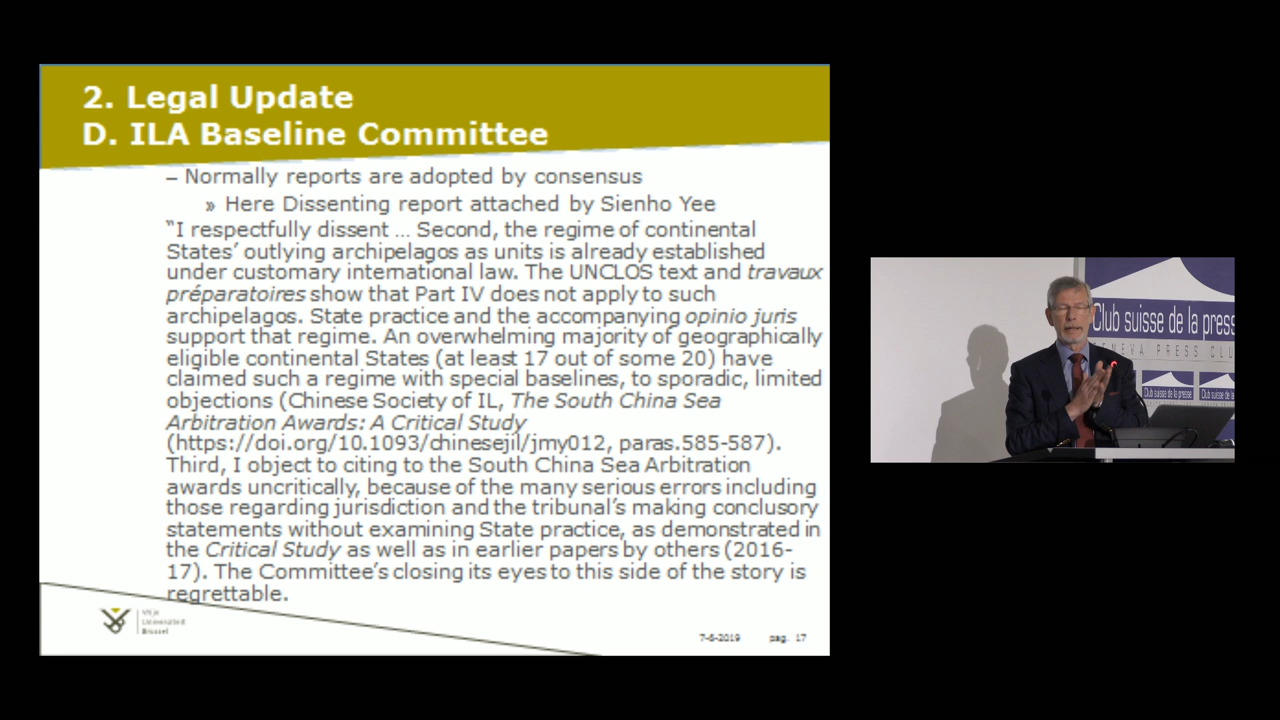 2. Legal Update
D. ILA Baseline Committee
– Normally reports are adopted by consensus
» Here Dissenting report attached by Sienho Yee
“I respectfully dissent … Second, the regime of continental
States’ outlying archipelagos as units is already established
under customary international law. The UNCLOS text and travaux
préparatoires show that Part IV does not apply to such
archipelagos. State practice and the accompanying opinio juris
support that regime. An overwhelming majority of geographically
eligible continental States (at least 17 out of some 20) have
claimed such a regime with special baselines, to sporadic, limited
objections (Chinese Society of IL, The South China Sea
Arbitration Awards: A Critical Study
(https://doi.org/10.1093/chinesejil/jmy012, paras.585-587).
Third, I object to citing to the South China Sea Arbitration
awards uncritically, because of the many serious errors including
those regarding jurisdiction and the tribunal’s making conclusory
statements without examining State practice, as demonstrated in
the Critical Study as well as in earlier papers by others (2016-
17). The Committee’s closing its eyes to this side of the story is
regrettable.
Vrije
Universiteit
Brussel
7-6-2019 pag. 17
Club suisse de la presse
GENEVA PRESS CLU
Club suisse de la presse
Club suisse de la